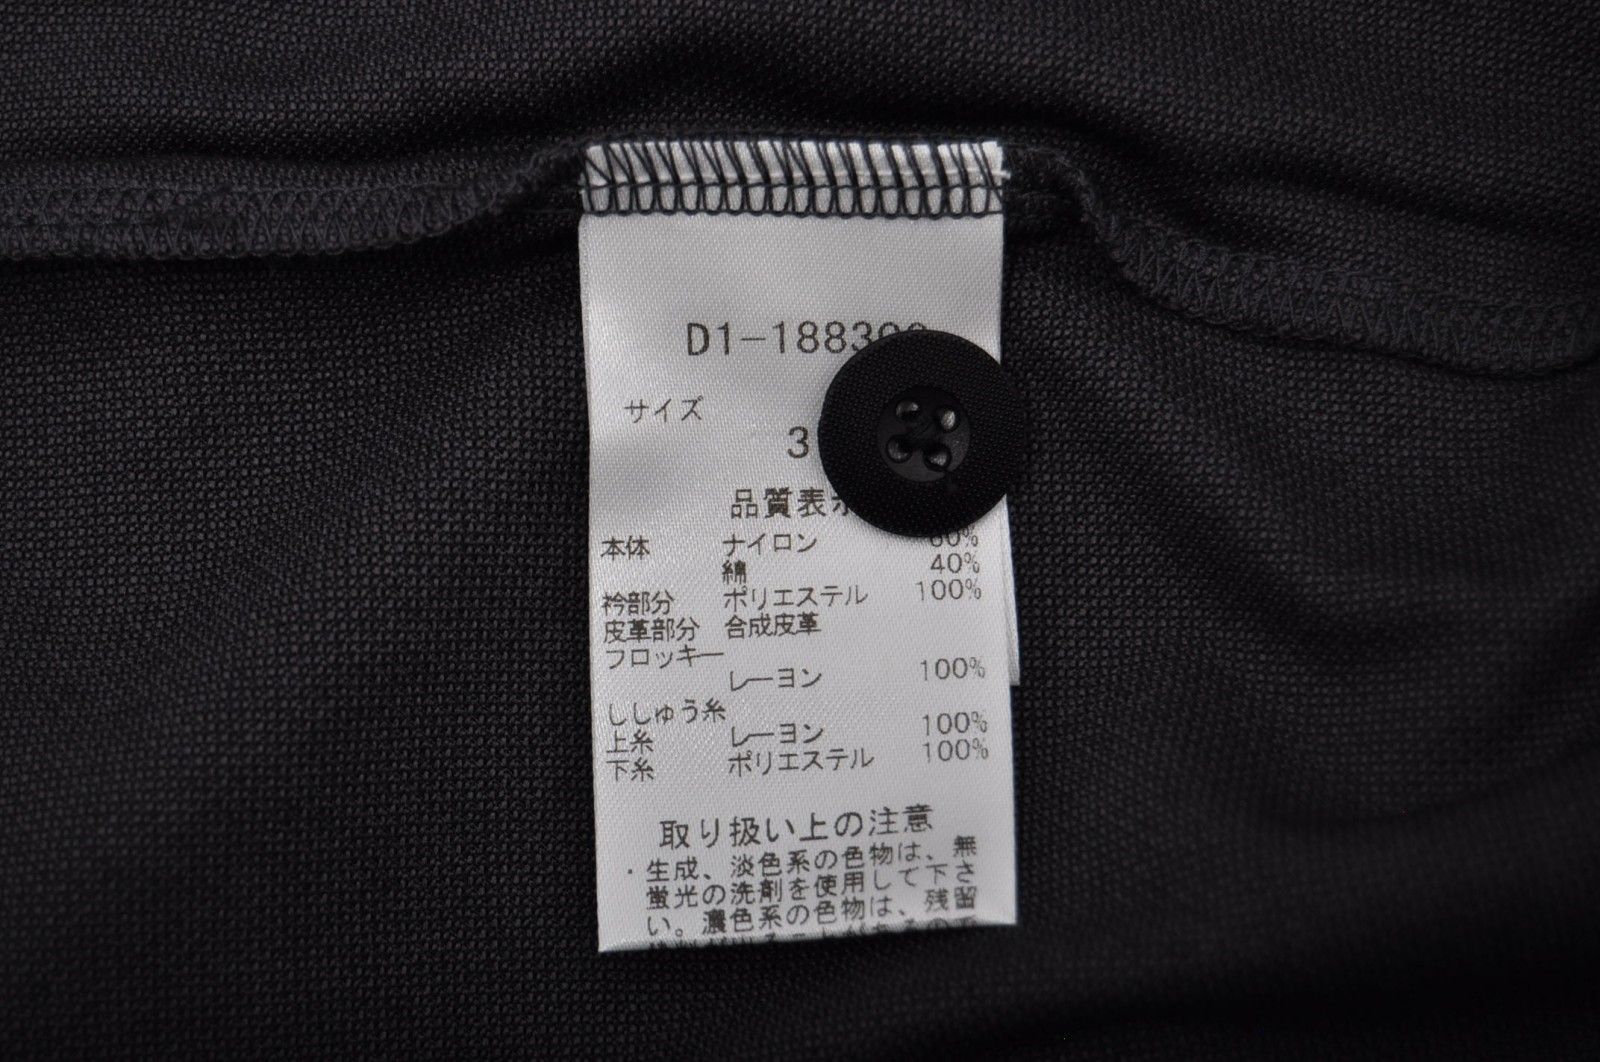 サイズ
3
品質表
本体 ナイロン
綿 40%
衿部分 ポリエステル 100%
皮革部分 合成皮革
フロッキー
レーヨン 100%
ししゅう糸
上糸 レーヨン 100%
下糸 ポリエステル 100%
取り扱い上の注意
・生成、淡色系の色物は、無
蛍光の洗剤を使用して下さ
い。濃色系の色物は、残留